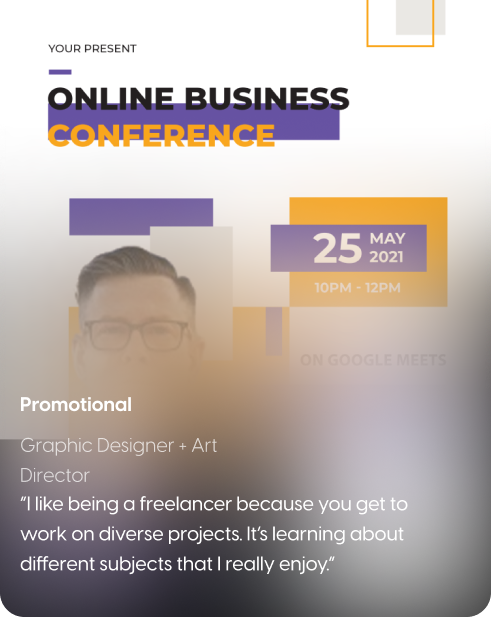 YOUR PRESENT
ONLINE BUSINESS
CONFERENCE
25 MAY
2021
10PM - 12PM
ON GOOGLE MEETS
Promotional
Graphic Designer + Art
Director
“I like being a freelancer because you get to
work on diverse projects. It’s learning about
different subjects that I really enjoy.“